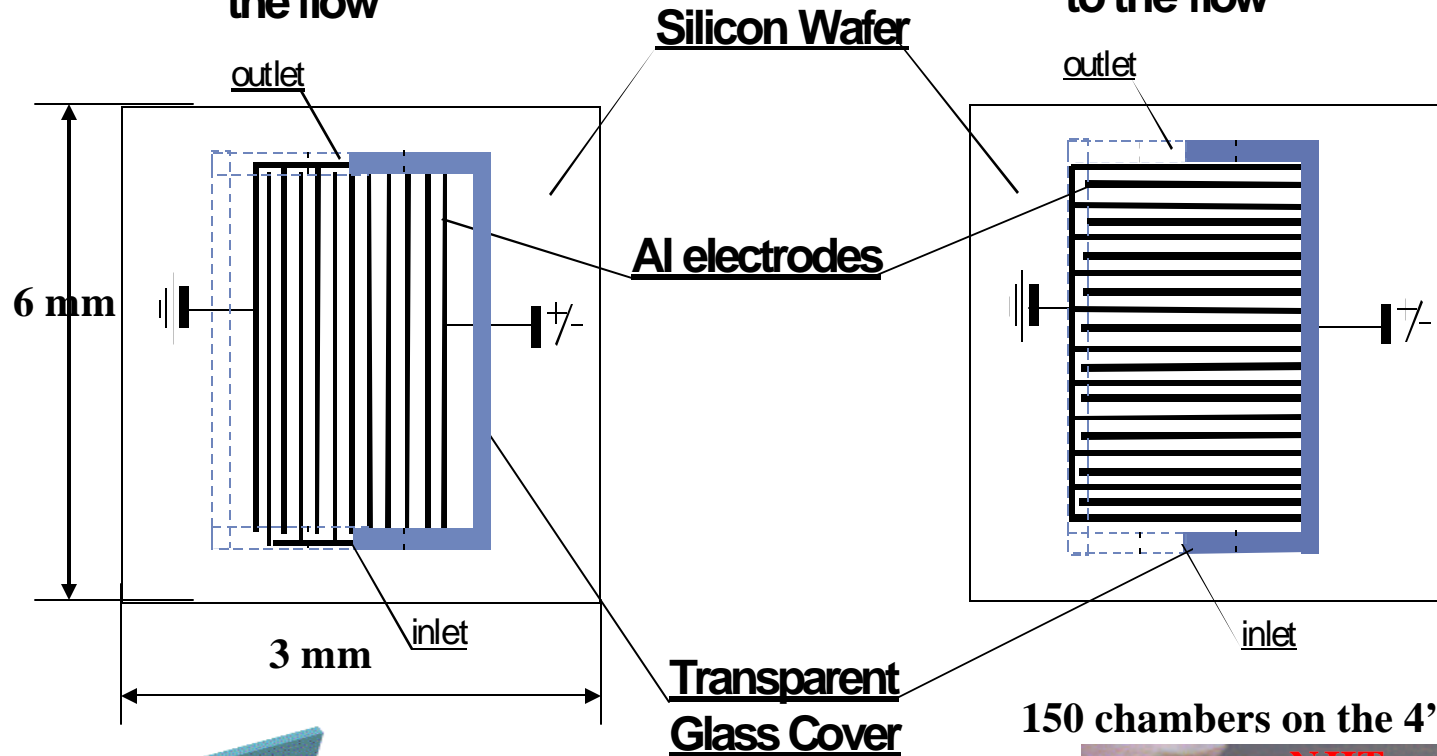 the flow
to the flow
Silicon Wafer
outlet
outlet
Al electrodes
6 mm
+/-
+/-
inlet
inlet
3 mm
Transparent
Glass Cover
150 chambers on the 4'